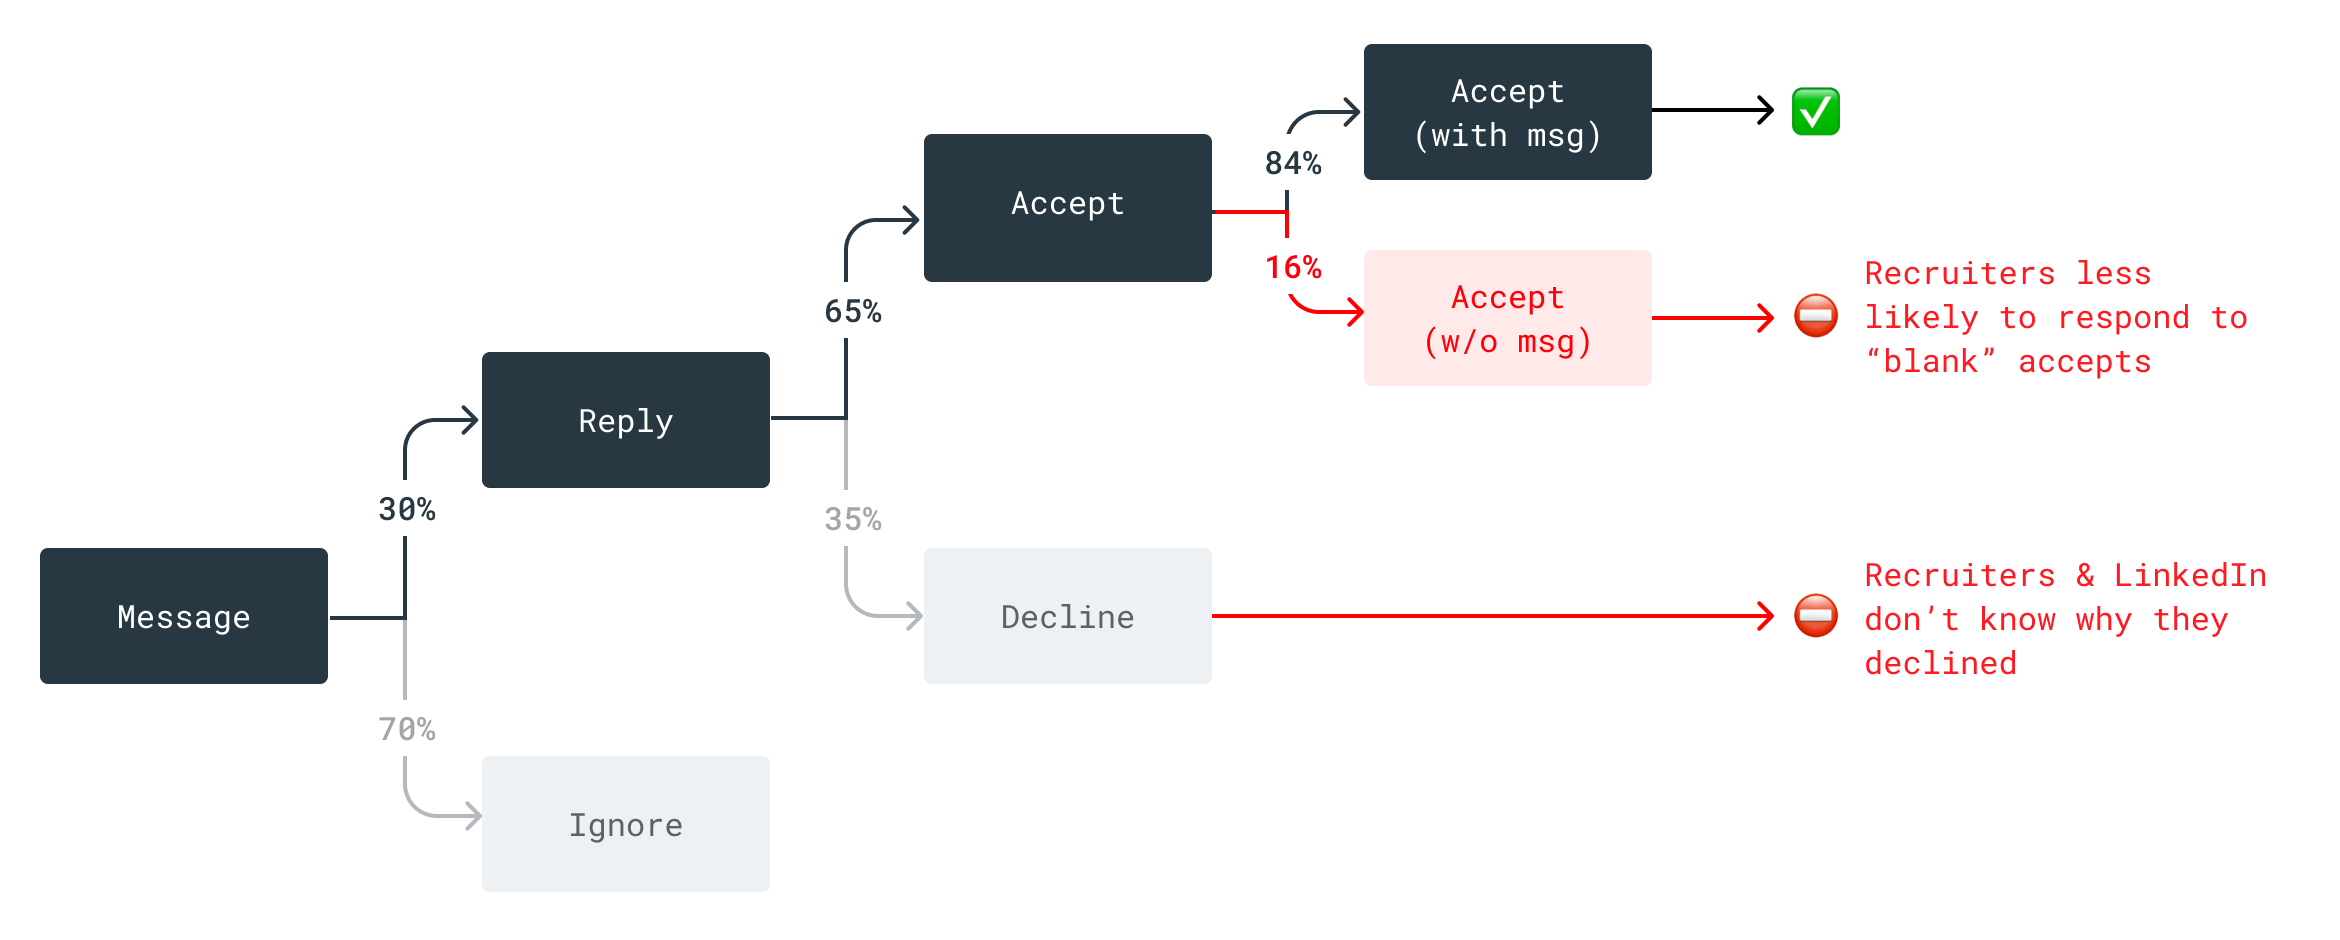 Accept
(with msg)
84%
Accept
16%
Accept
(w/o msg)
Recruiters less
likely to respond to
“blank” accepts
65%
Reply
35%
30%
Message
Decline
Recruiters & LinkedIn
don’t know why they
declined
70%
Ignore